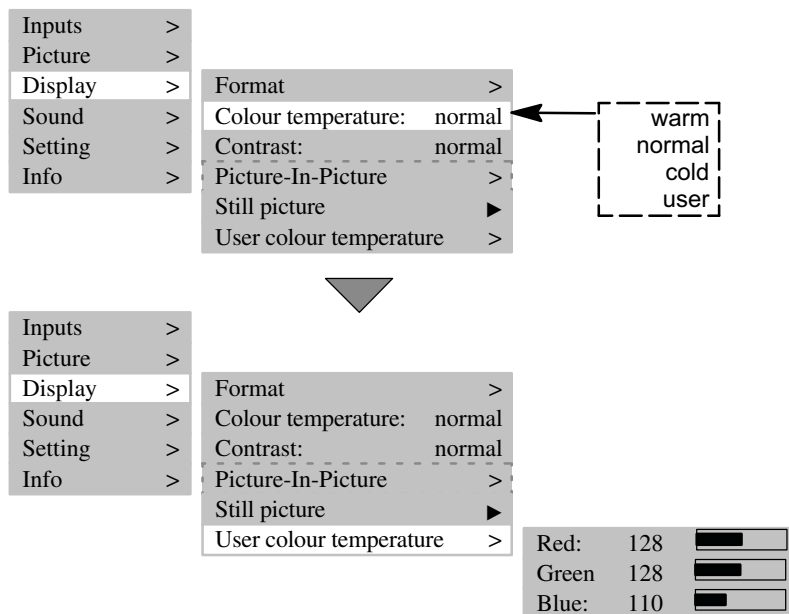 Inputs >
Picture >
Display >
Sound >
Setting >
Info >
Format >
Colour temperature: normal
Contrast: normal
Picture-In-Picture >
Still picture ▶
User colour temperature >
warm
normal
cold
user
Inputs >
Picture >
Display >
Sound >
Setting >
Info >
Format >
Colour temperature: normal
Contrast: normal
Picture-In-Picture >
Still picture ▶
User colour temperature >
Red: 128
Green 128
Blue: 110